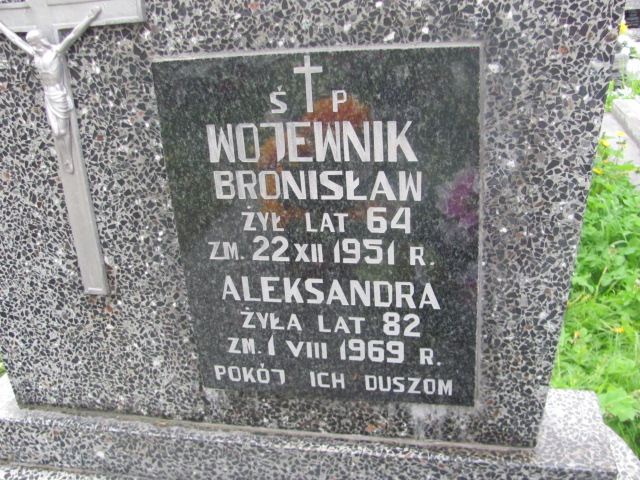 Ś P
WOJEWNIK
BRONISŁAW
ŻYŁ LAT 64
ZM. 22 XII 1951 R.
ALEKSANDRA
ŻYŁA LAT 82
ZM. 1 VIII 1969 R.
POKÓJ ICH DUSZOM